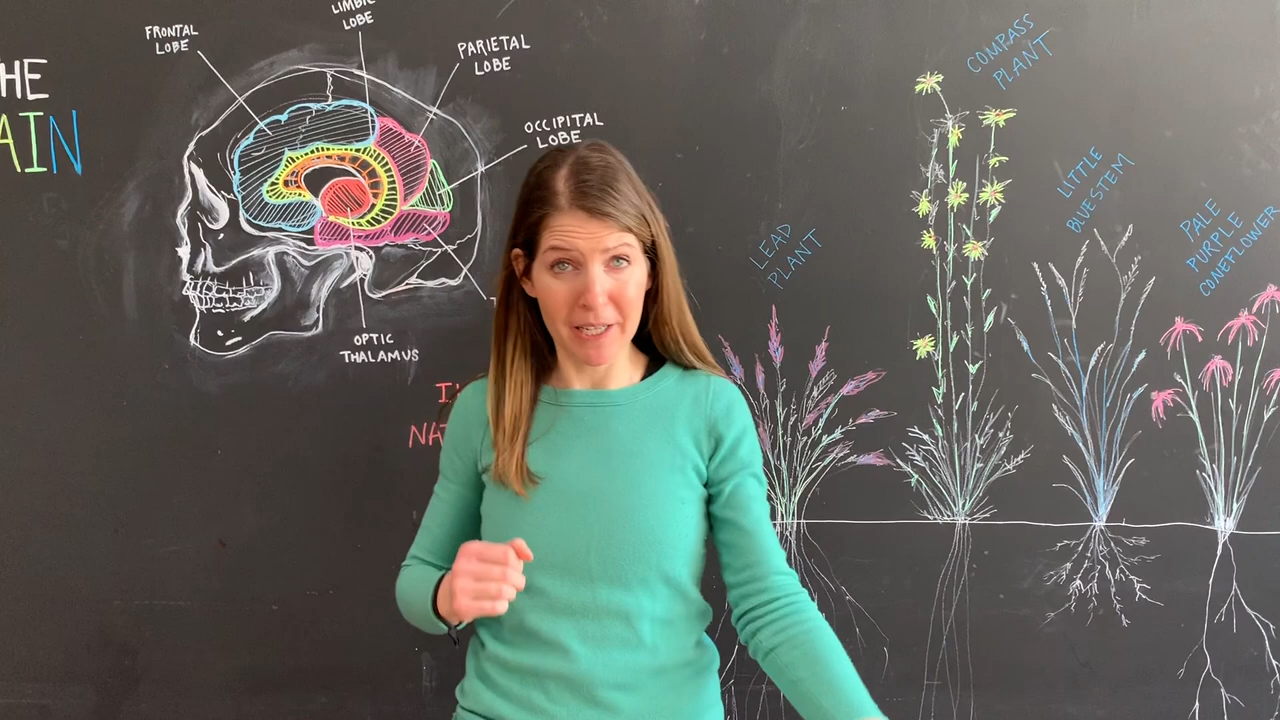 HE
AIN
FRONTAL
LOBE
LIMBIC
LOBE
PARIETAL
LOBE
OCCIPITAL
LOBE
OPTIC
THALAMUS
COMPASS
PLANT
LITTLE
BLUESTEM
LEAD
PLANT
PALE
PURPLE
CONEFLOWER